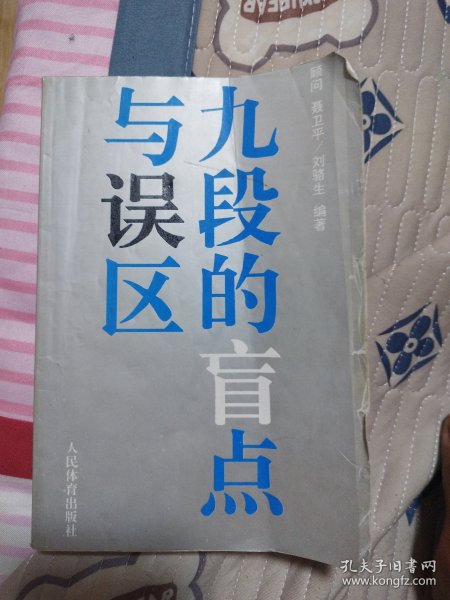 顾问 聂卫平/刘骆生 编著
九段的盲点
与误区
人民体育出版社
孔夫子旧书网
www.kongfz.com